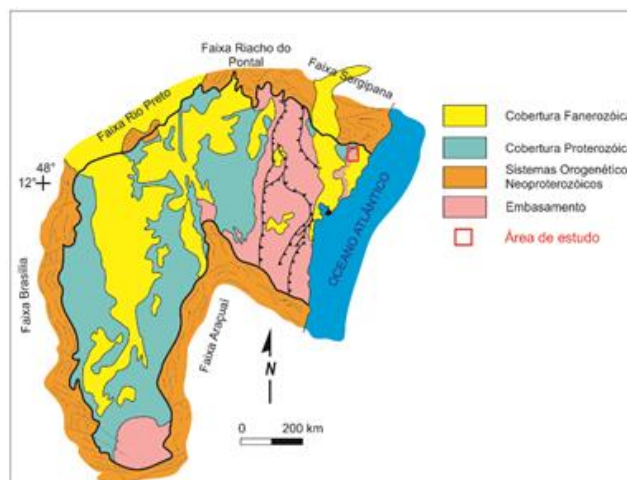 Faixa Riacho do
Pontal
Faixa Sergipana
Faixa Rio Preto
48°
12°
Faixa Brasília
Faixa Araçuaí
OCEANO ATLÂNTICO
N
0 200 km
Cobertura Fanerozóica
Cobertura Proterozóica
Sistemas Orogenéticos
Neoproterozóicos
Embasamento
Área de estudo